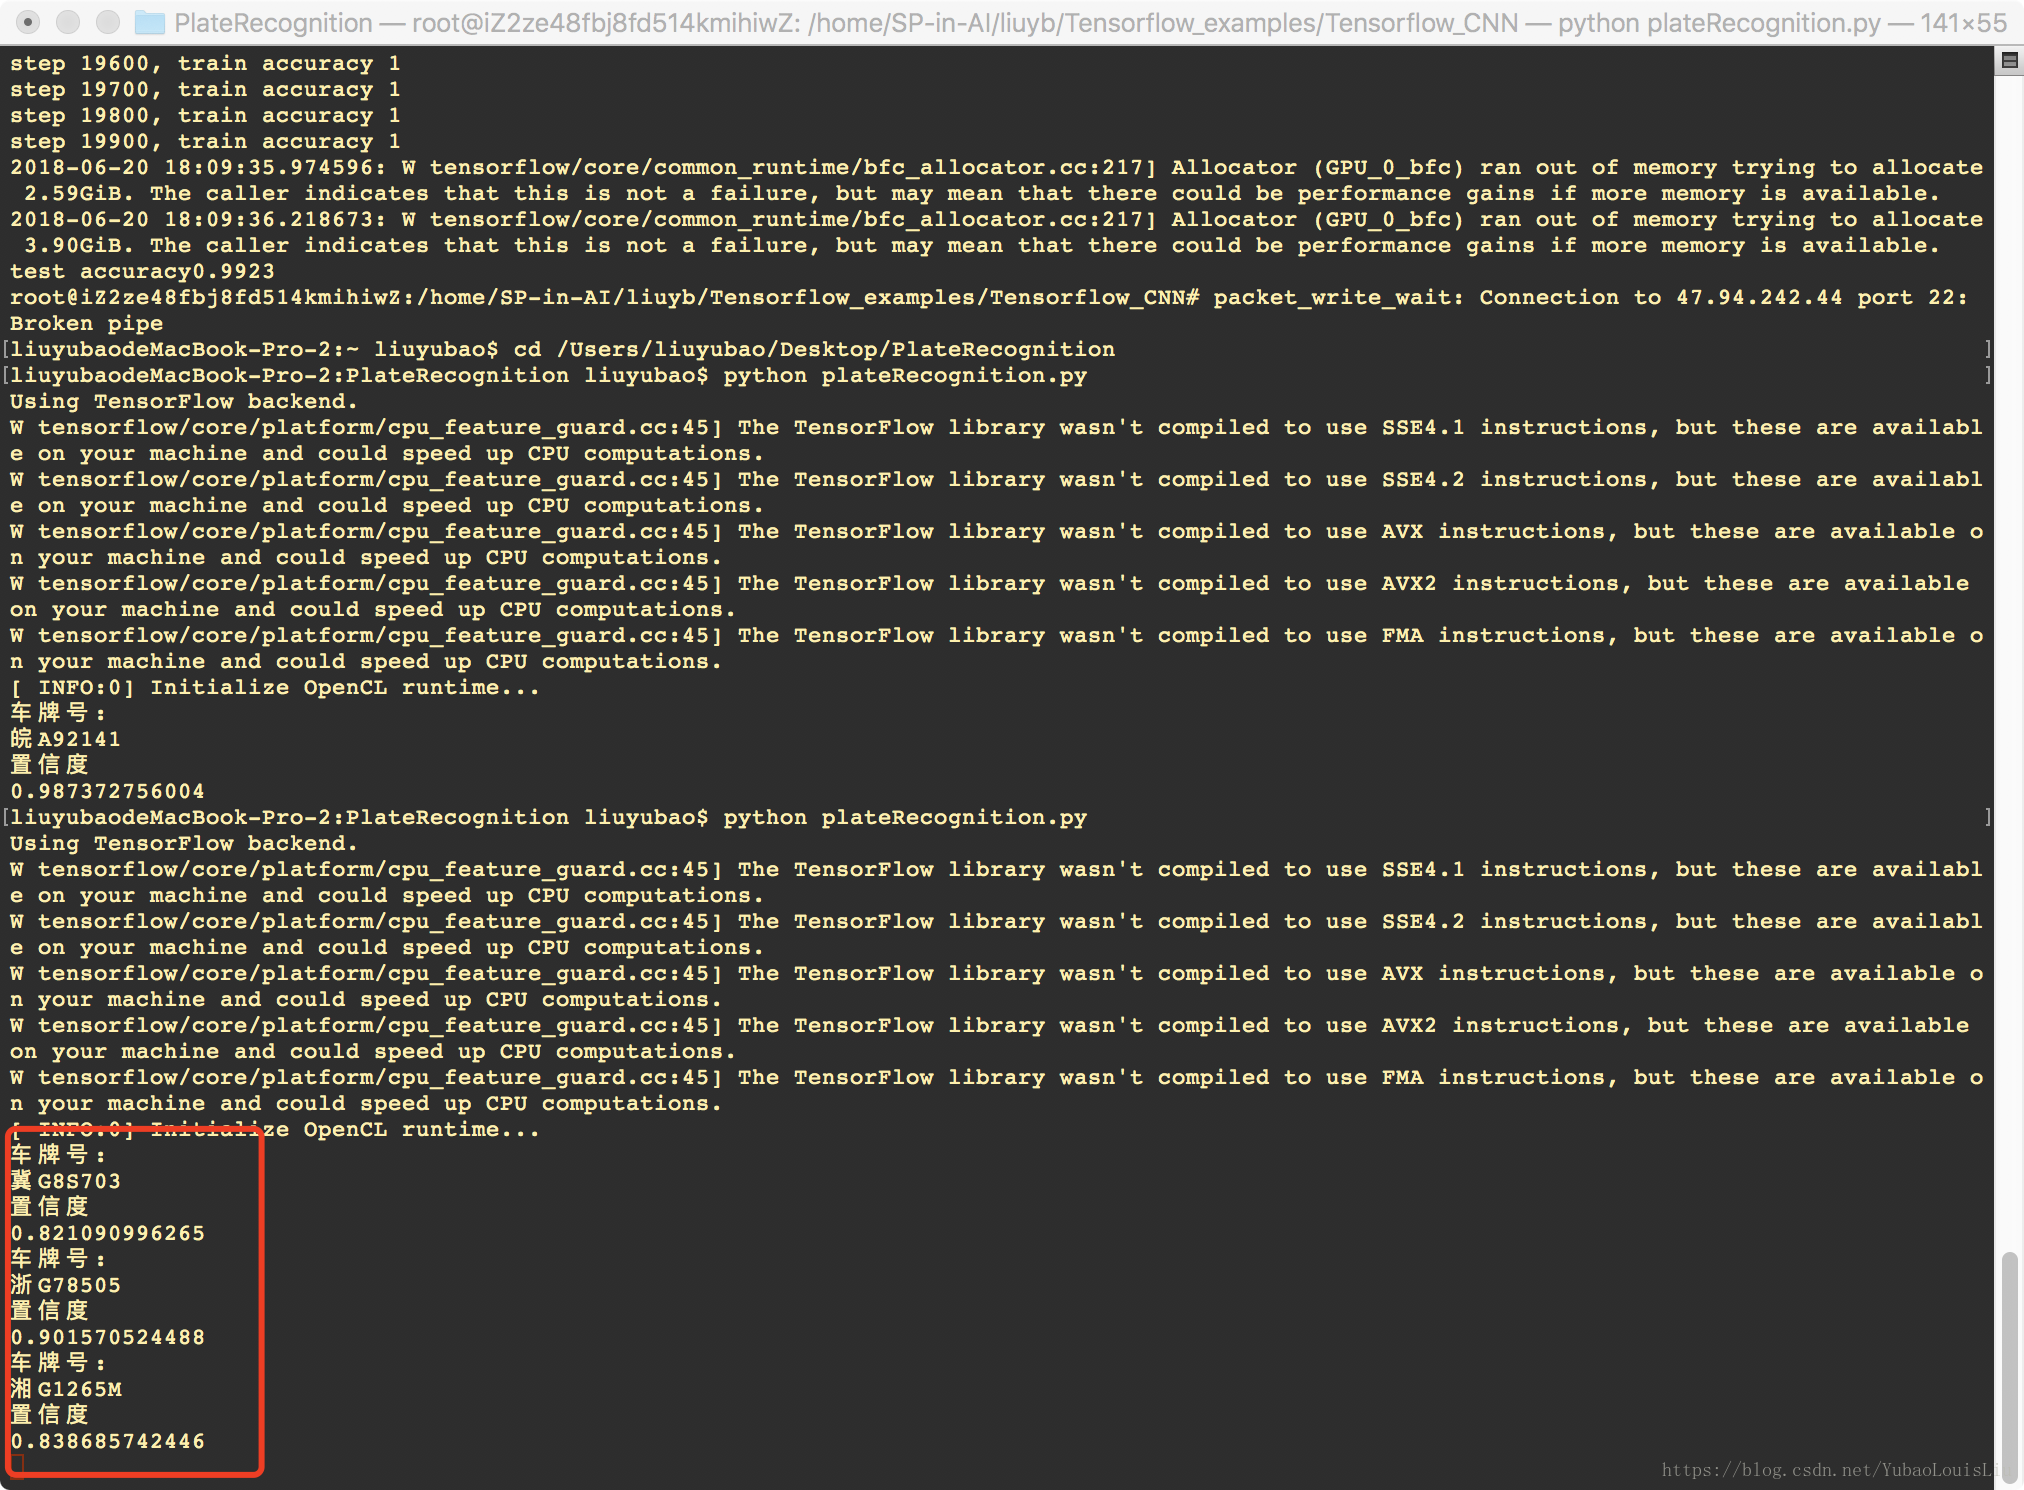 PlateRecognition — root@iZ2ze48fbj8fd514kmihiwZ: /home/SP-in-AI/liuyb/Tensorflow_examples/Tensorflow_CNN — python plateRecognition.py — 141×55
step 19600, train accuracy 1
step 19700, train accuracy 1
step 19800, train accuracy 1
step 19900, train accuracy 1
2018-06-20 18:09:35.974596: W tensorflow/core/common_runtime/bfc_allocator.cc:217] Allocator (GPU_0_bfc) ran out of memory trying to allocate
2.59GiB. The caller indicates that this is not a failure, but may mean that there could be performance gains if more memory is available.
2018-06-20 18:09:36.218673: W tensorflow/core/common_runtime/bfc_allocator.cc:217] Allocator (GPU_0_bfc) ran out of memory trying to allocate
3.90GiB. The caller indicates that this is not a failure, but may mean that there could be performance gains if more memory is available.
test accuracy0.9923
root@iZ2ze48fbj8fd514kmihiwZ:/home/SP-in-AI/liuyb/Tensorflow_examples/Tensorflow_CNN# packet_write_wait: Connection to 47.94.242.44 port 22:
Broken pipe
[liuyubaodeMacBook-Pro-2:~ liuyubao$ cd /Users/liuyubao/Desktop/PlateRecognition ]
[liuyubaodeMacBook-Pro-2:PlateRecognition liuyubao$ python plateRecognition.py ]
Using TensorFlow backend.
W tensorflow/core/platform/cpu_feature_guard.cc:45] The TensorFlow library wasn't compiled to use SSE4.1 instructions, but these are availabl
e on your machine and could speed up CPU computations.
W tensorflow/core/platform/cpu_feature_guard.cc:45] The TensorFlow library wasn't compiled to use SSE4.2 instructions, but these are availabl
e on your machine and could speed up CPU computations.
W tensorflow/core/platform/cpu_feature_guard.cc:45] The TensorFlow library wasn't compiled to use AVX instructions, but these are available o
n your machine and could speed up CPU computations.
W tensorflow/core/platform/cpu_feature_guard.cc:45] The TensorFlow library wasn't compiled to use AVX2 instructions, but these are available
on your machine and could speed up CPU computations.
W tensorflow/core/platform/cpu_feature_guard.cc:45] The TensorFlow library wasn't compiled to use FMA instructions, but these are available o
n your machine and could speed up CPU computations.
[ INFO:0] Initialize OpenCL runtime...
车牌号：
皖A92141
置信度
0.987372756004
[liuyubaodeMacBook-Pro-2:PlateRecognition liuyubao$ python plateRecognition.py ]
Using TensorFlow backend.
W tensorflow/core/platform/cpu_feature_guard.cc:45] The TensorFlow library wasn't compiled to use SSE4.1 instructions, but these are availabl
e on your machine and could speed up CPU computations.
W tensorflow/core/platform/cpu_feature_guard.cc:45] The TensorFlow library wasn't compiled to use SSE4.2 instructions, but these are availabl
e on your machine and could speed up CPU computations.
W tensorflow/core/platform/cpu_feature_guard.cc:45] The TensorFlow library wasn't compiled to use AVX instructions, but these are available o
n your machine and could speed up CPU computations.
W tensorflow/core/platform/cpu_feature_guard.cc:45] The TensorFlow library wasn't compiled to use AVX2 instructions, but these are available
on your machine and could speed up CPU computations.
W tensorflow/core/platform/cpu_feature_guard.cc:45] The TensorFlow library wasn't compiled to use FMA instructions, but these are available o
n your machine and could speed up CPU computations.
[ INFO:0] Initialize OpenCL runtime...
车牌号：
冀G8S703
置信度
0.821090996265
车牌号：
浙G78505
置信度
0.901570524488
车牌号：
湘G1265M
置信度
0.838685742446
https://blog.csdn.net/YubaoLouisLi